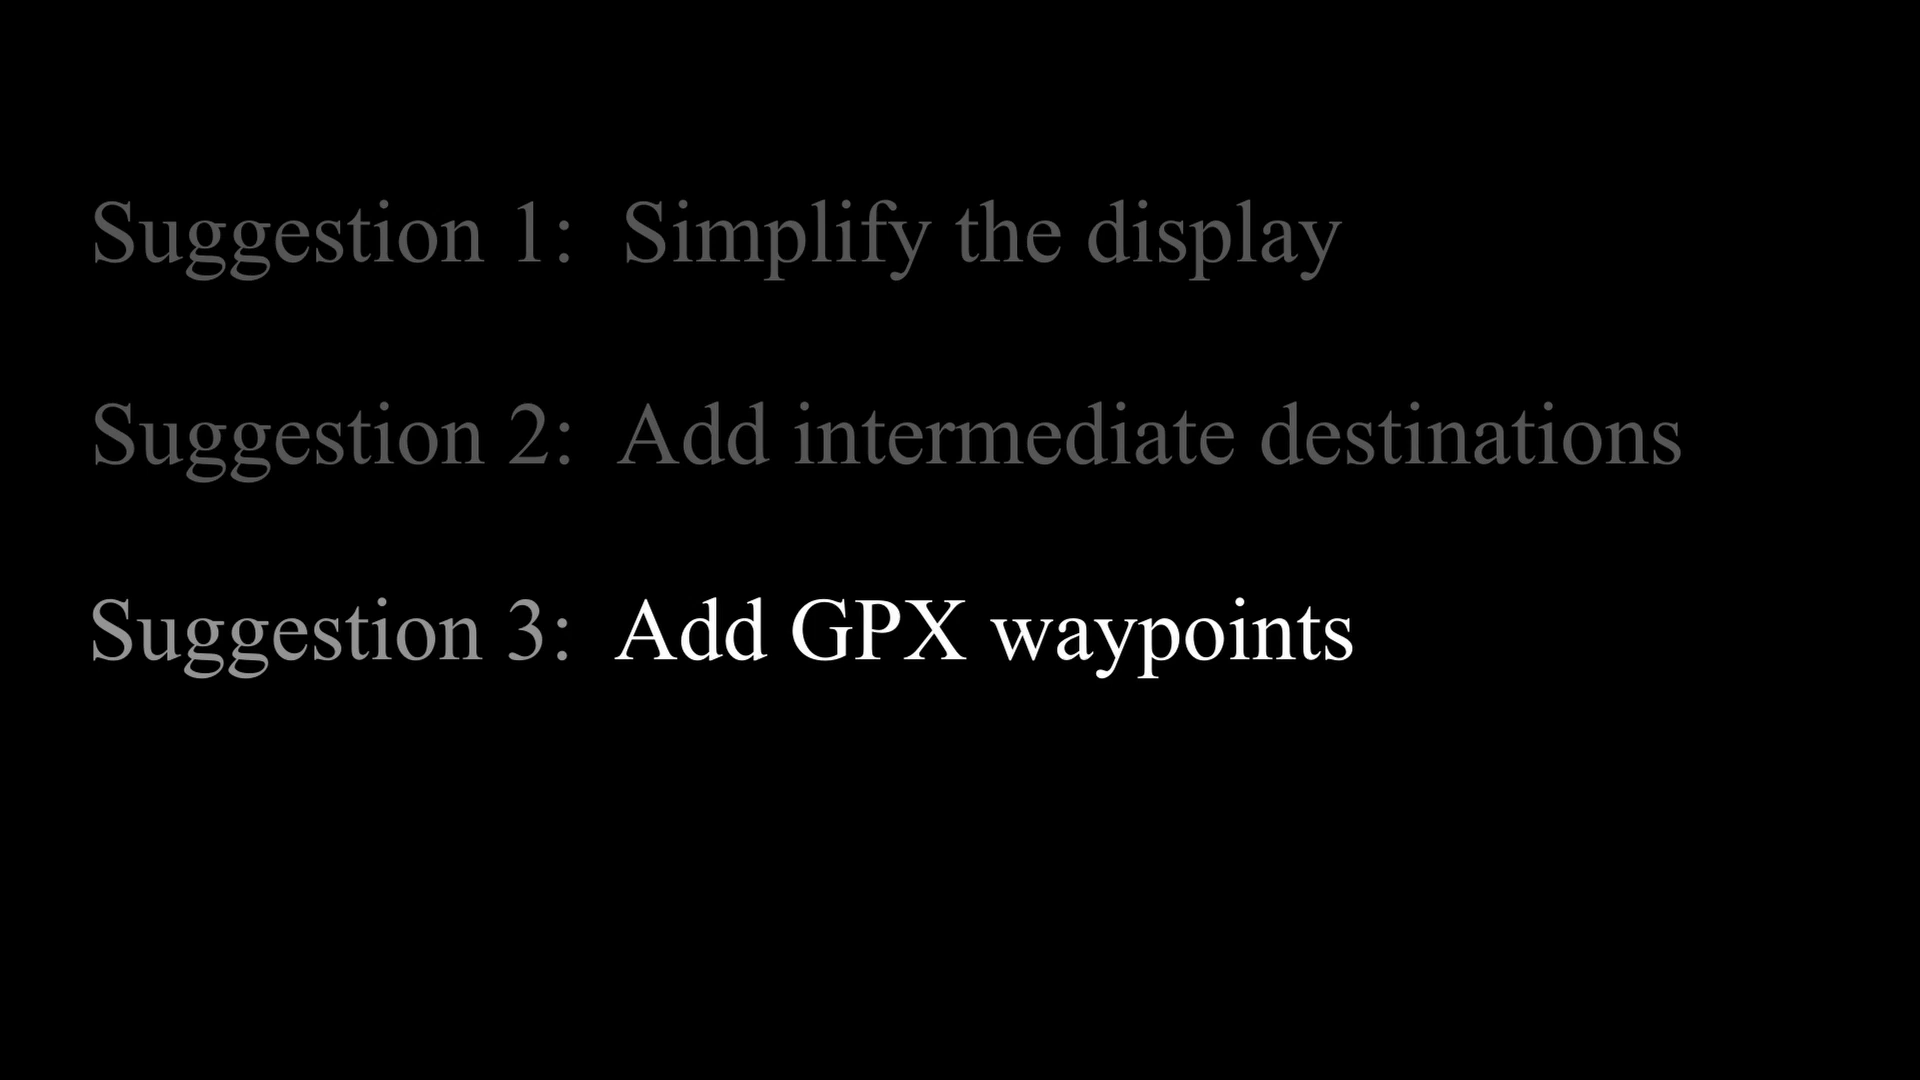 Suggestion 1: Simplify the display
Suggestion 2: Add intermediate destinations
Suggestion 3: Add GPX waypoints